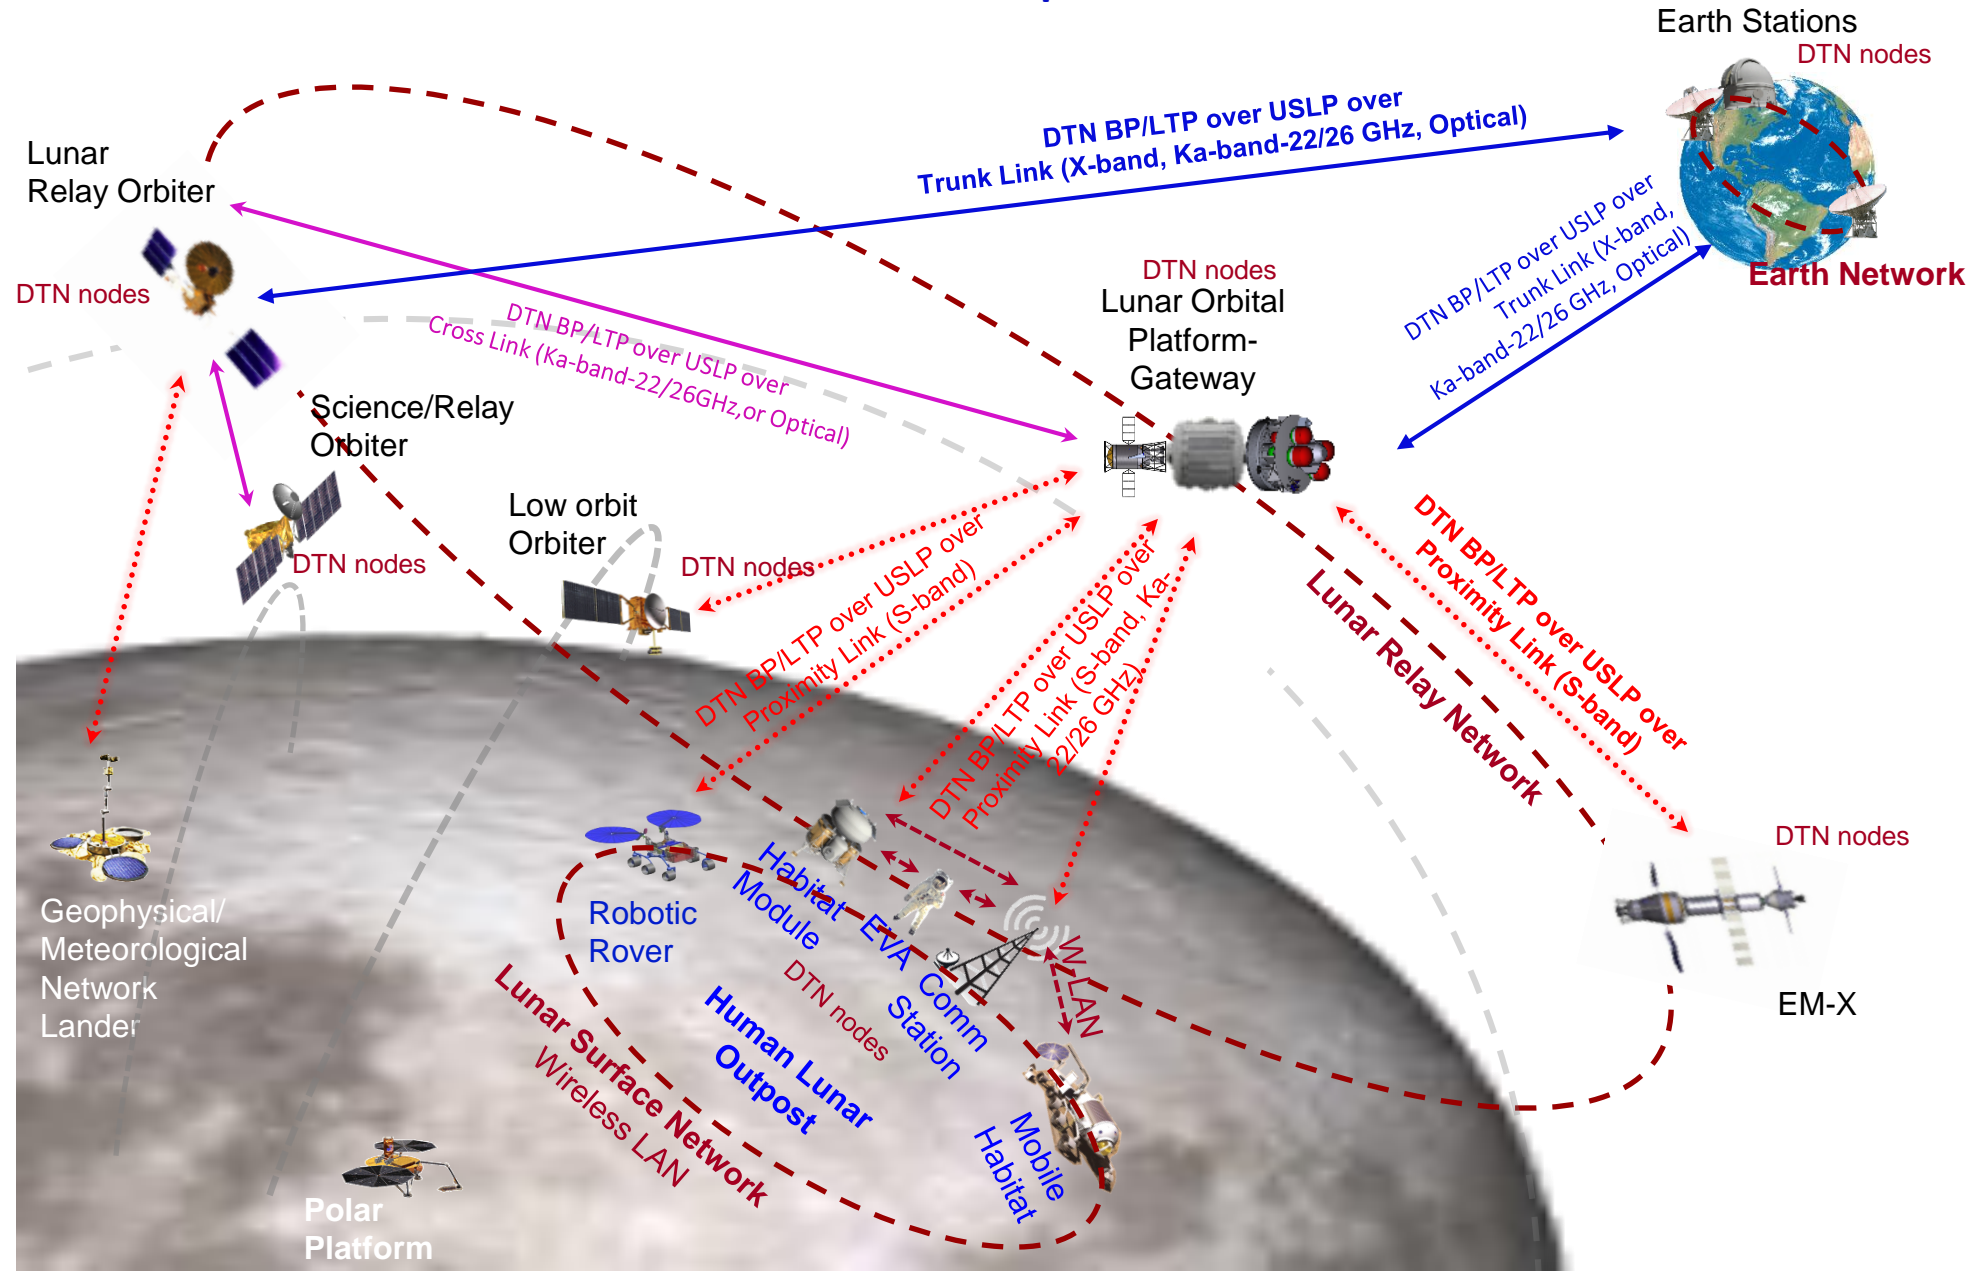 Earth Stations
DTN nodes
DTN BP/LTP over USLP over
Trunk Link (X-band, Ka-band-22/26 GHz, Optical)
Lunar
Relay Orbiter
DTN nodes
DTN BP/LTP over USLP over
Trunk Link (X-band,
Ka-band-22/26 GHz, Optical)
Earth Network
DTN nodes
Lunar Orbital
Platform-
Gateway
DTN BP/LTP over USLP over
Cross Link (Ka-band-22/26GHz,or Optical)
Science/Relay
Orbiter
DTN nodes
Low orbit
Orbiter
DTN nodes
DTN BP/LTP over USLP over
Proximity Link (S-band)
DTN BP/LTP over USLP over
Proximity Link (S-band, Ka-
22/26 GHz)
DTN BP/LTP over USLP over
Proximity Link (S-band)
Lunar Relay Network
DTN nodes
EM-X
Geophysical/
Meteorological
Network
Lander
Robotic
Rover
Habitat
Module
EVA
Comm
Station
W LAN
DTN nodes
Human Lunar
Outpost
Lunar Surface Network
Wireless LAN
Mobile
Habitat
Polar
Platform